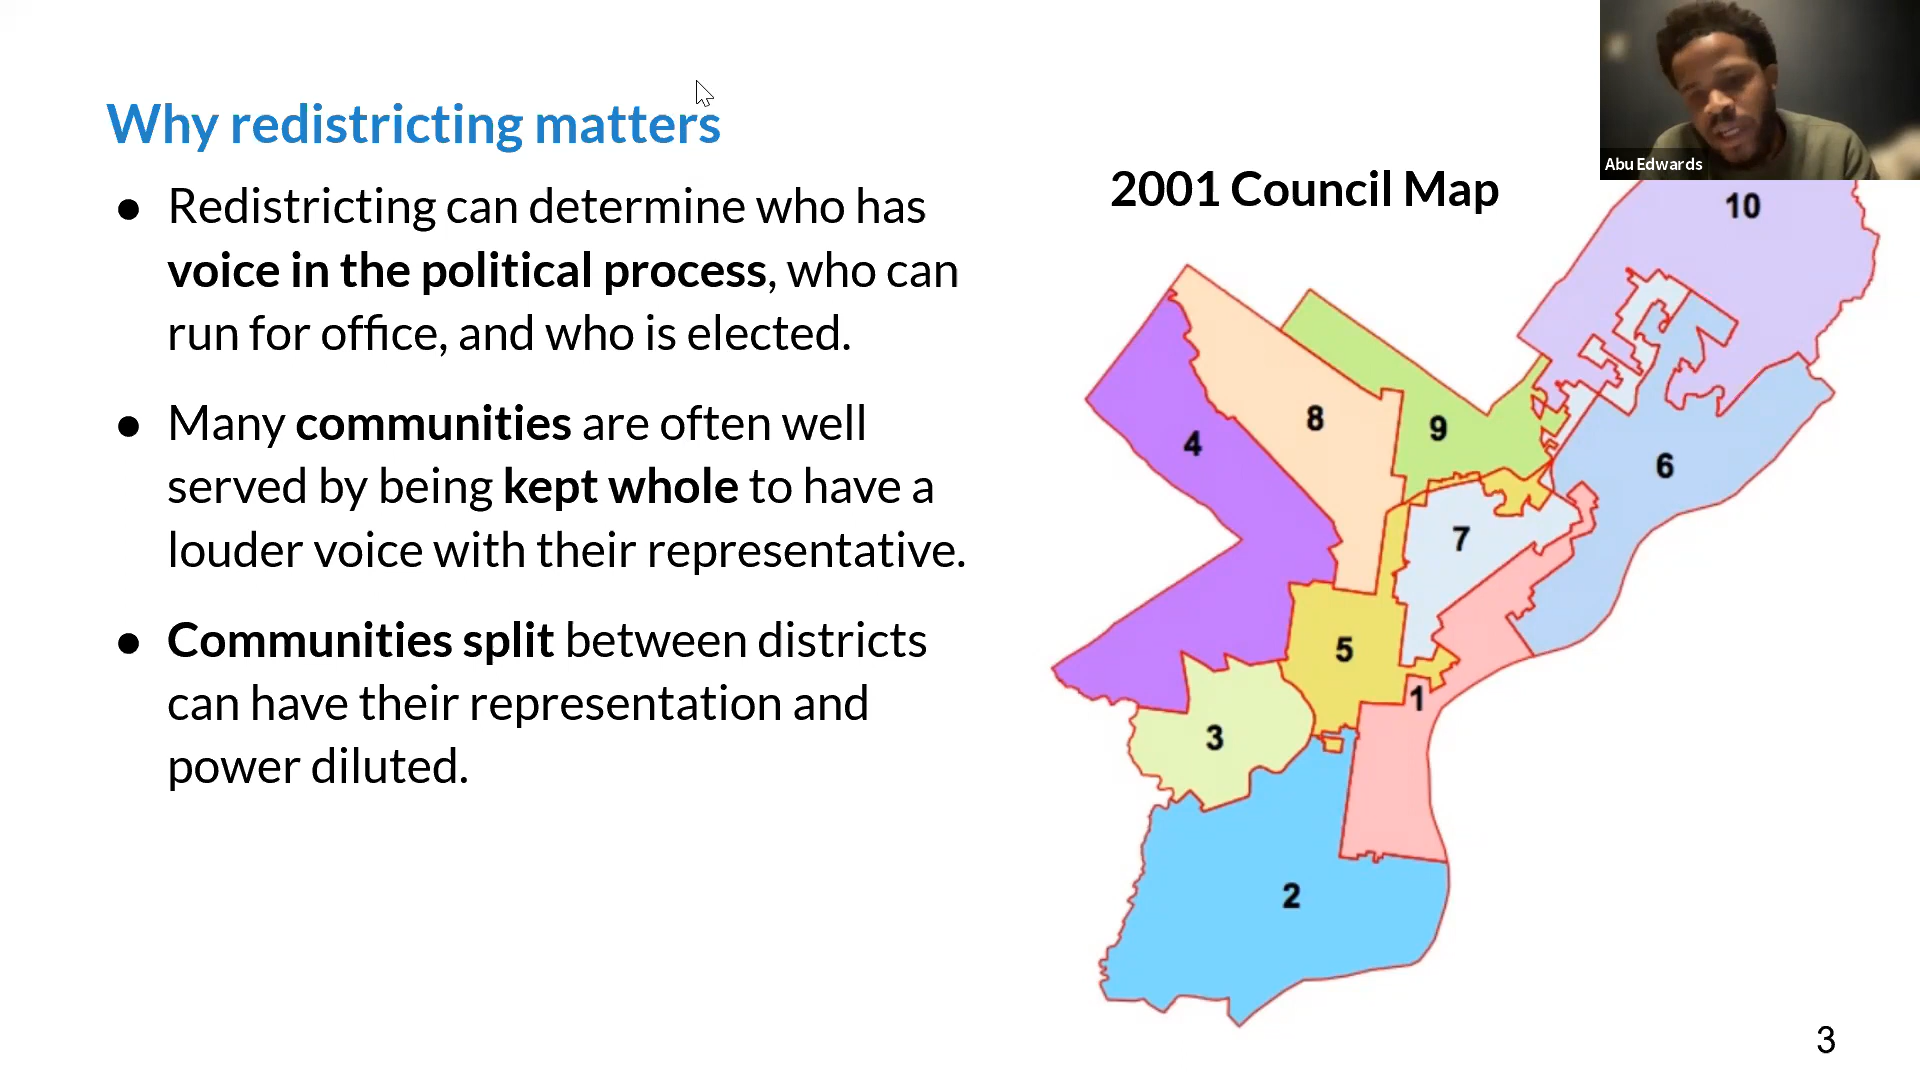 Why redistricting matters
● Redistricting can determine who has
voice in the political process, who can
run for office, and who is elected.
● Many communities are often well
served by being kept whole to have a
louder voice with their representative.
● Communities split between districts
can have their representation and
power diluted.
2001 Council Map
Abu Edwards
10
8
9
4
6
7
5
1
3
2
3